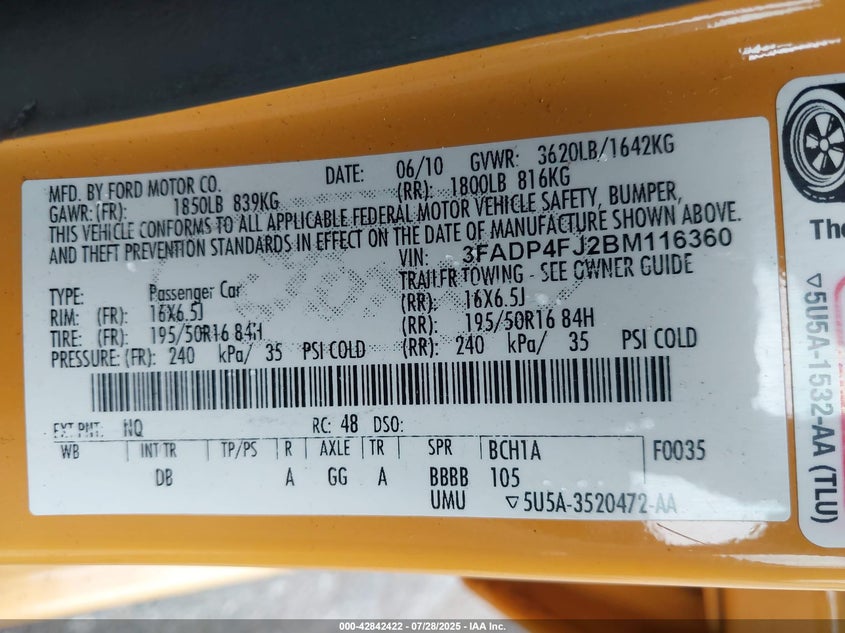 MFD. BY FORD MOTOR CO.
DATE: 06/10 GVWR: 3620LB/1642KG
GAWR: (FR): 1850LB 839KG (RR): 1800LB 816KG
THIS VEHICLE CONFORMS TO ALL APPLICABLE FEDERAL MOTOR VEHICLE SAFETY, BUMPER,
AND THEFT PREVENTION STANDARDS IN EFFECT ON THE DATE OF MANUFACTURE SHOWN ABOVE.
VIN: 3FADP4FJ2BM116360
TRAILER TOWING - SEE OWNER GUIDE
TYPE: Passenger Car
RIM: (FR): 16X6.5J (RR): 16X6.5J
TIRE: (FR): 195/50R16 84H (RR): 195/50R16 84H
PRESSURE: (FR): 240 kPa/ 35 PSI COLD (RR): 240 kPa/ 35 PSI COLD
EXT PNT: NQ RC: 48 DSO:
WB INT TR TP/PS R AXLE TR SPR BCH1A F0035
DB A GG A BBBB 105
UMU ▽5U5A-3520472-AA
The
▽5U5A-1532-AA (TLU)
000-42842422 / 07/28/2025 - IAA Inc.